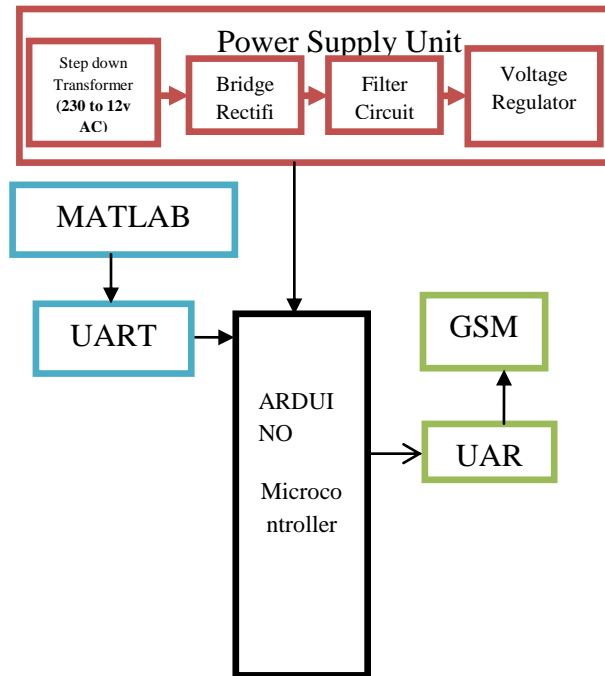 Power Supply Unit
Step down
Transformer
(230 to 12v
AC)
Bridge
Rectifi
Filter
Circuit
Voltage
Regulator
MATLAB
UART
ARDUI
NO
Microco
ntroller
GSM
UAR